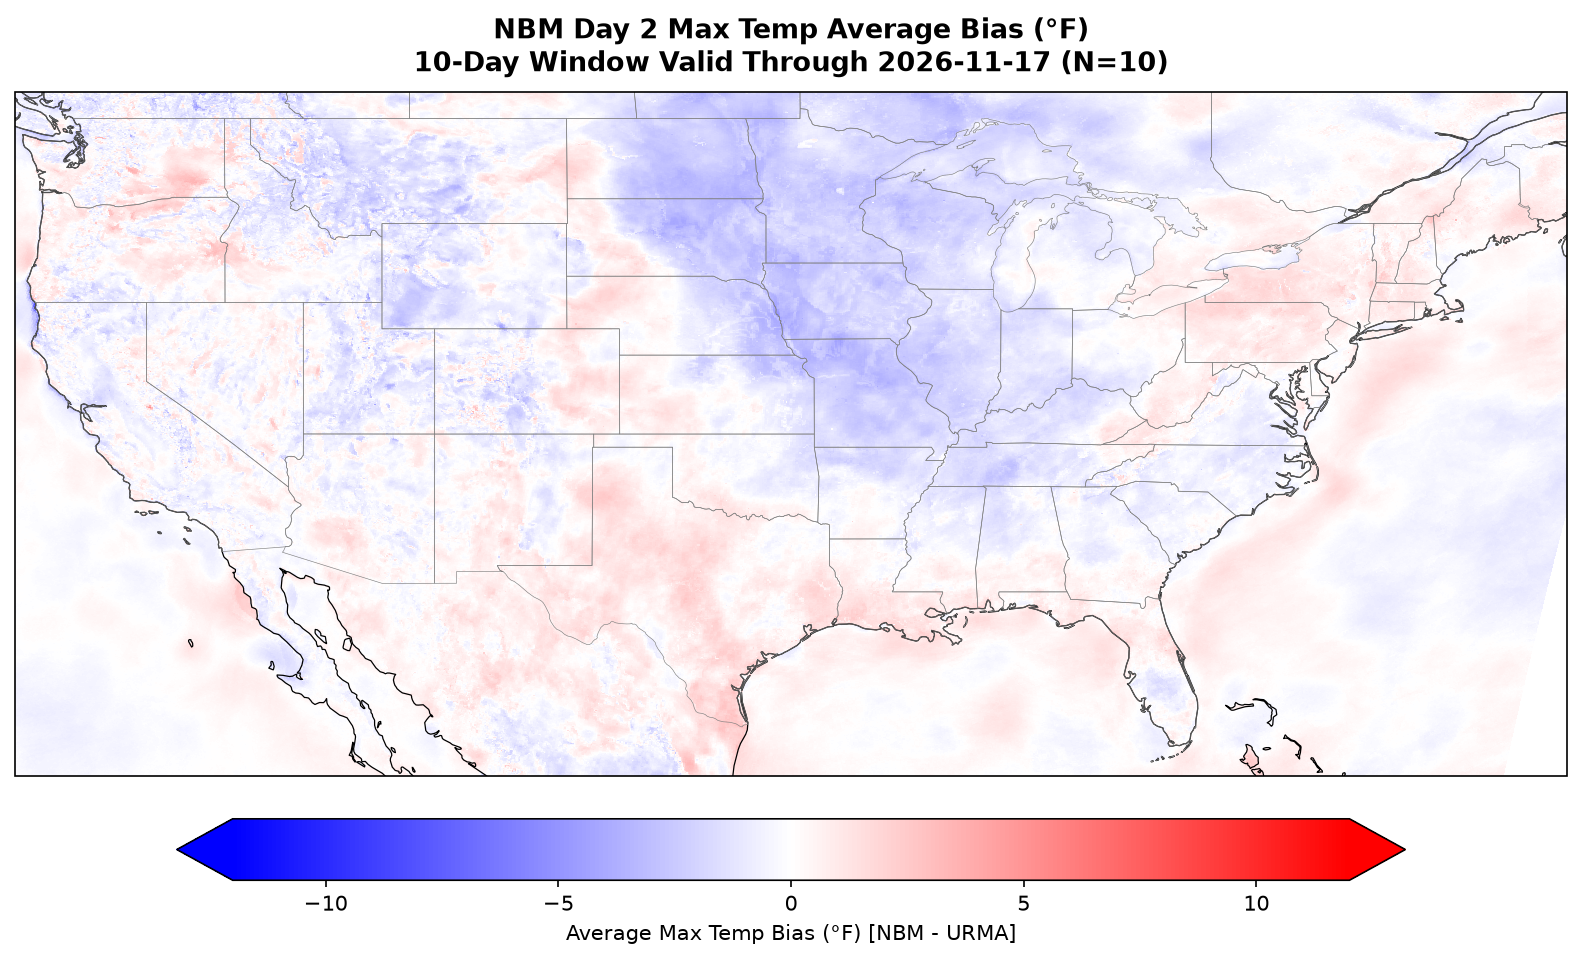 NBM Day 2 Max Temp Average Bias (°F)
10-Day Window Valid Through 2026-11-17 (N=10)
−10 −5 0 5 10
Average Max Temp Bias (°F) [NBM - URMA]